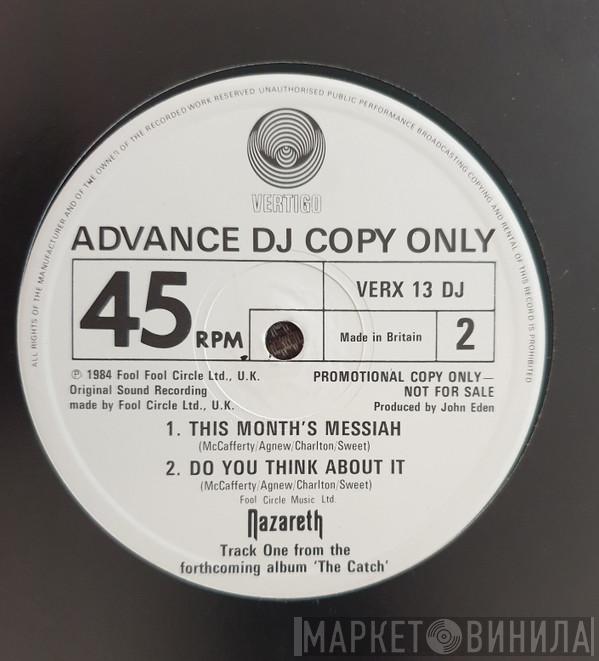 ALL RIGHTS OF THE MANUFACTURER AND OF THE OWNER OF THE RECORDED WORK RESERVED UNAUTHORISED PUBLIC PERFORMANCE BROADCASTING COPYING AND RENTAL OF THIS RECORD IS PROHIBITED
VERTIGO
ADVANCE DJ COPY ONLY
45 RPM
VERX 13 DJ
Made in Britain
2
℗ 1984 Fool Fool Circle Ltd., U.K.
Original Sound Recording
made by Fool Circle Ltd., U.K.
PROMOTIONAL COPY ONLY—
NOT FOR SALE
Produced by John Eden
1. THIS MONTH'S MESSIAH
(McCafferty/Agnew/Charlton/Sweet)
2. DO YOU THINK ABOUT IT
(McCafferty/Agnew/Charlton/Sweet)
Fool Circle Music Ltd.
Nazareth
Track One from the
forthcoming album 'The Catch'
МАРКЕТ ВИНИЛА